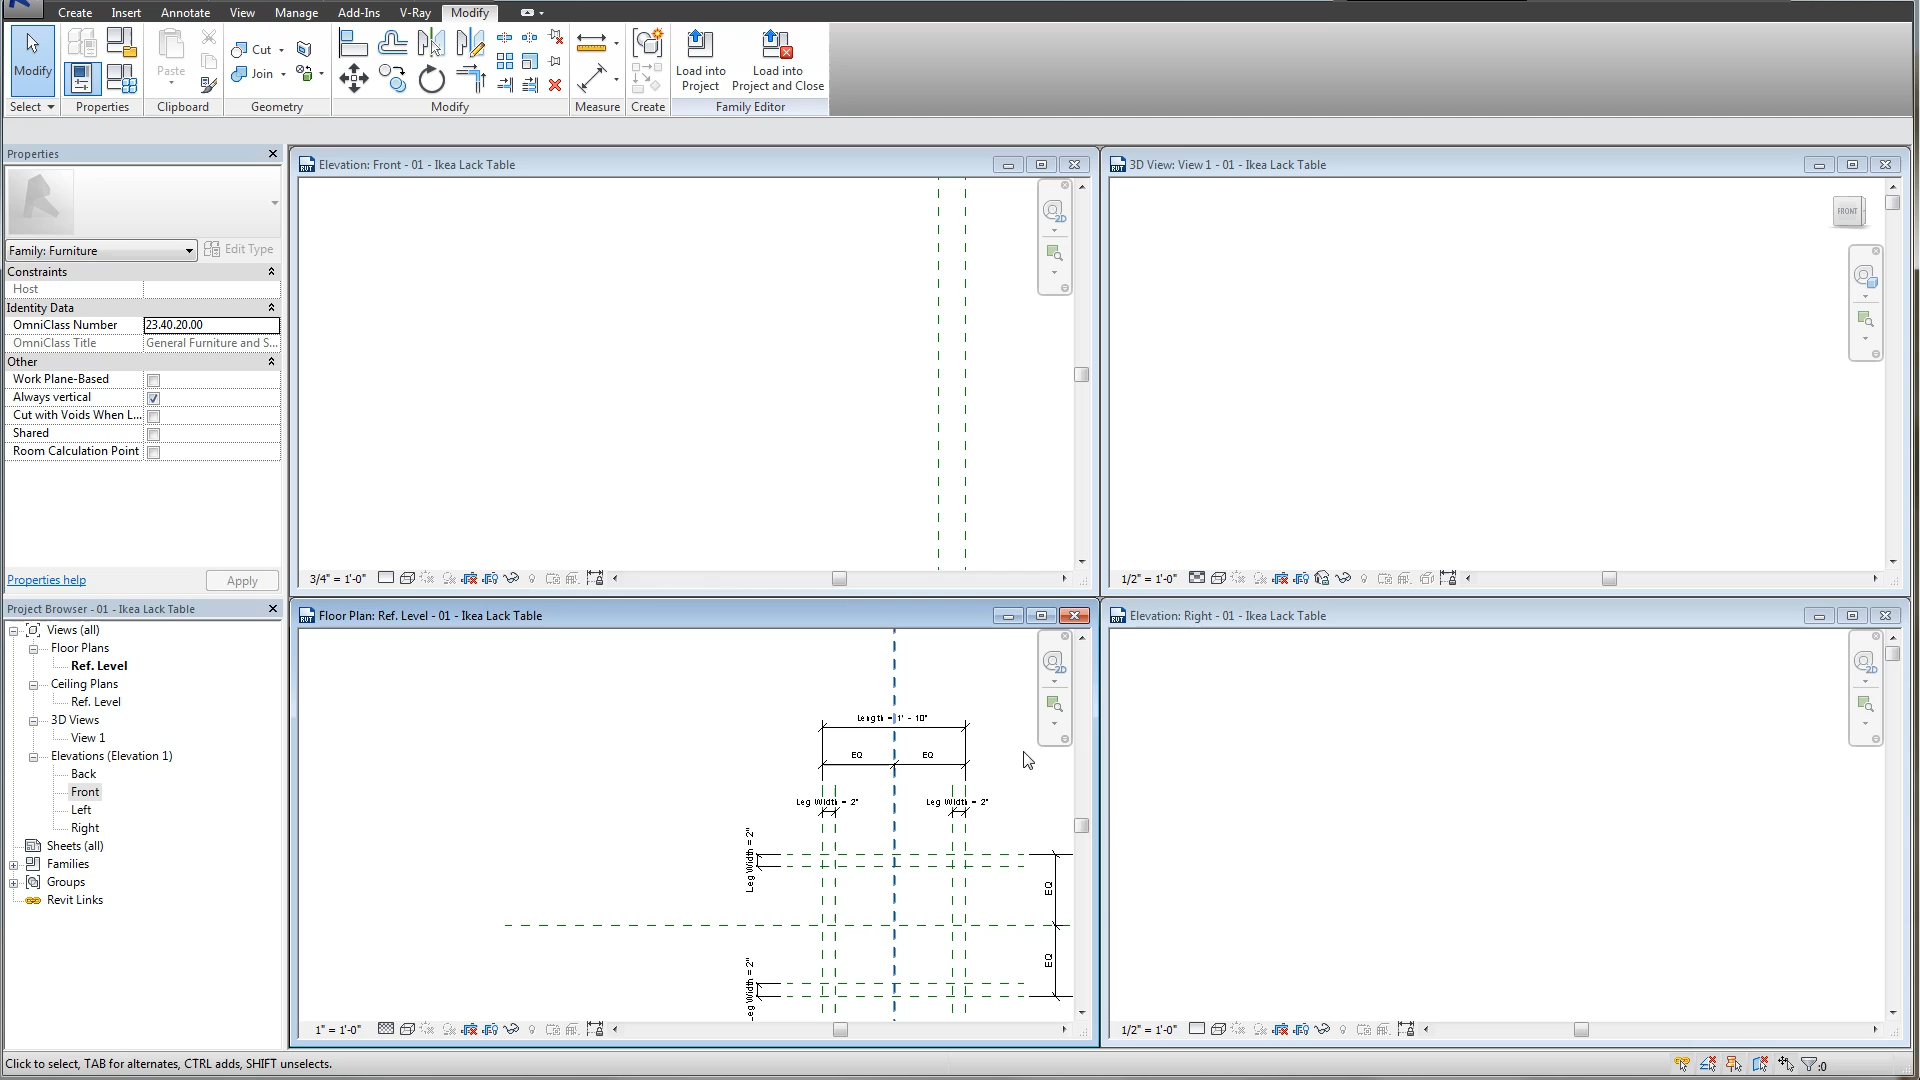 Create Insert Annotate View Manage Add-Ins V-Ray Modify
Modify
Select
Properties
Paste
Clipboard
Cut
Join
Geometry
Modify
Measure
Create
Load into Project
Load into Project and Close
Family Editor
Properties
Family: Furniture
Edit Type
Constraints
Host
Identity Data
OmniClass Number 23.40.20.00
OmniClass Title General Furniture and S...
Other
Work Plane-Based
Always vertical
Cut with Voids When L...
Shared
Room Calculation Point
Properties help
Apply
Project Browser - 01 - Ikea Lack Table
Views (all)
Floor Plans
Ref. Level
Ceiling Plans
Ref. Level
3D Views
View 1
Elevations (Elevation 1)
Back
Front
Left
Right
Sheets (all)
Families
Groups
Revit Links
Elevation: Front - 01 - Ikea Lack Table
2D
3/4" = 1'-0"
3D View: View 1 - 01 - Ikea Lack Table
FRONT
1/2" = 1'-0"
Floor Plan: Ref. Level - 01 - Ikea Lack Table
2D
Length = 1' - 10"
EQ EQ
Leg Width = 2" Leg Width = 2"
Leg Width = 2"
EQ
EQ
Leg Width = 2"
1" = 1'-0"
Elevation: Right - 01 - Ikea Lack Table
2D
1/2" = 1'-0"
Click to select, TAB for alternates, CTRL adds, SHIFT unselects.
:0